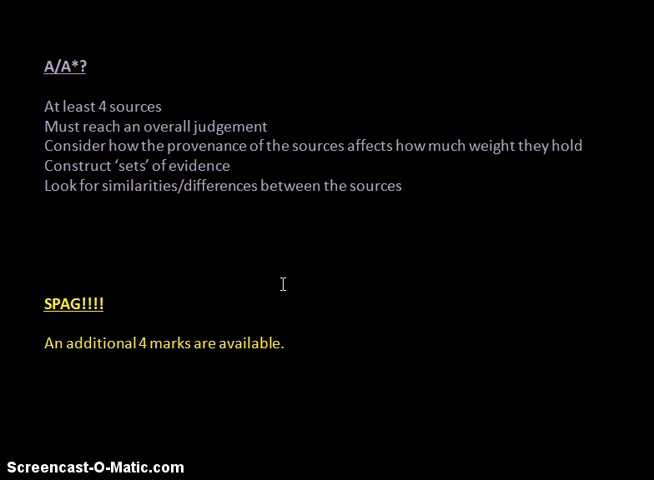 A/A*?
At least 4 sources
Must reach an overall judgement
Consider how the provenance of the sources affects how much weight they hold
Construct ‘sets’ of evidence
Look for similarities/differences between the sources
SPAG!!!!
An additional 4 marks are available.
Screencast-O-Matic.com